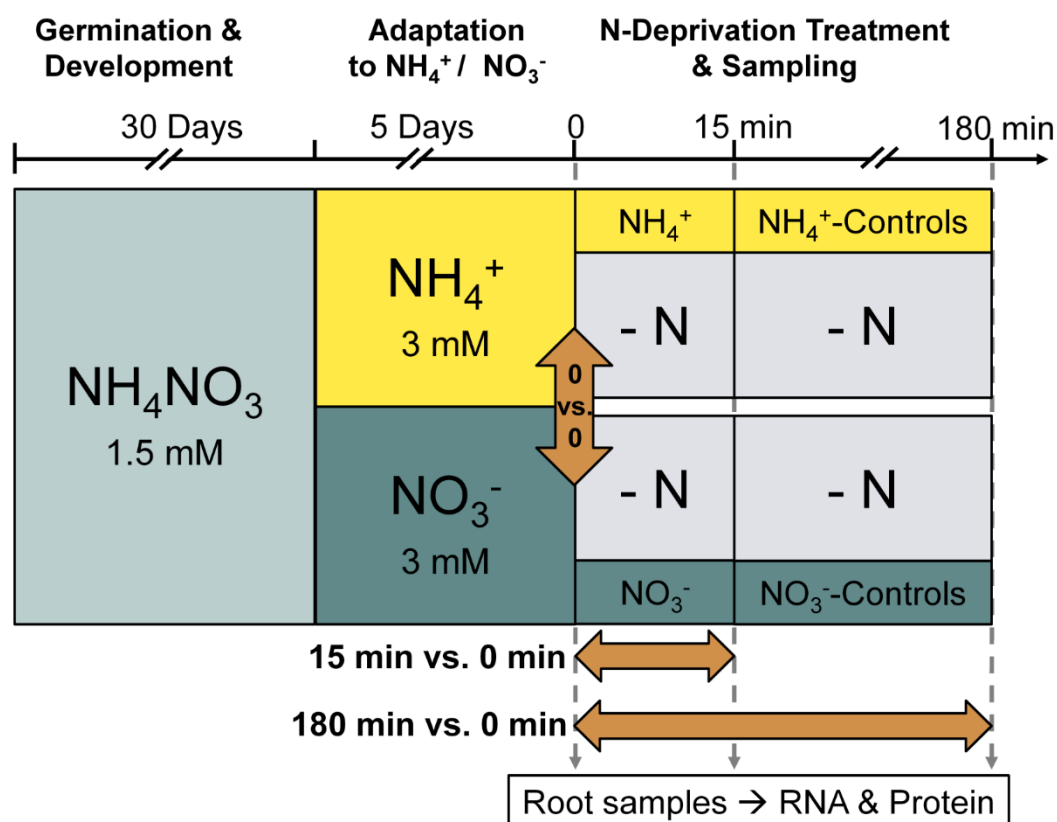 Germination &
Development
Adaptation
to NH₄⁺ / NO₃⁻
N-Deprivation Treatment
& Sampling
30 Days
5 Days
0
15 min
180 min
NH₄NO₃
1.5 mM
NH₄⁺
3 mM
NO₃⁻
3 mM
0
vs.
0
NH₄⁺
NH₄⁺-Controls
- N
- N
- N
- N
NO₃⁻
NO₃⁻-Controls
15 min vs. 0 min
180 min vs. 0 min
Root samples → RNA & Protein